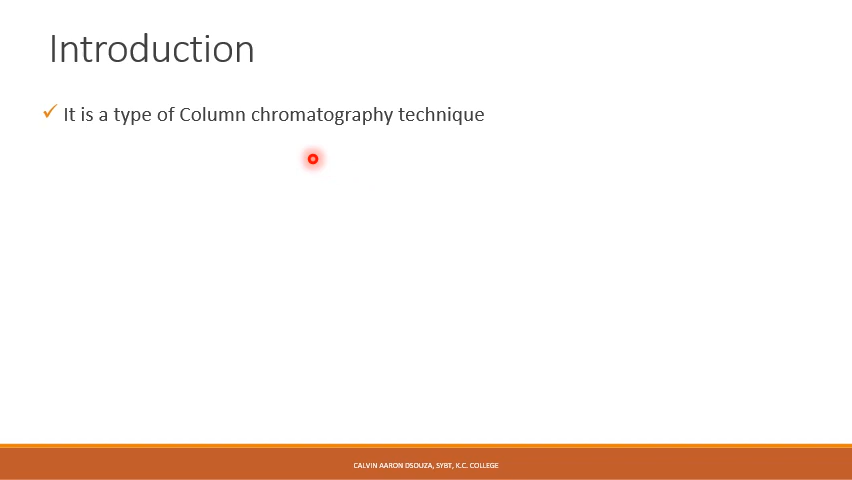 Introduction
✓ It is a type of Column chromatography technique
CALVIN AARON DSOUZA, SYBT, K.C. COLLEGE